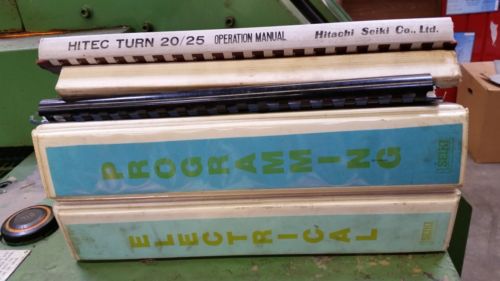 HITEC TURN 20/25 OPERATION MANUAL Hitachi Seiki Co., Ltd.
PROGRAMMING
ELECTRICAL